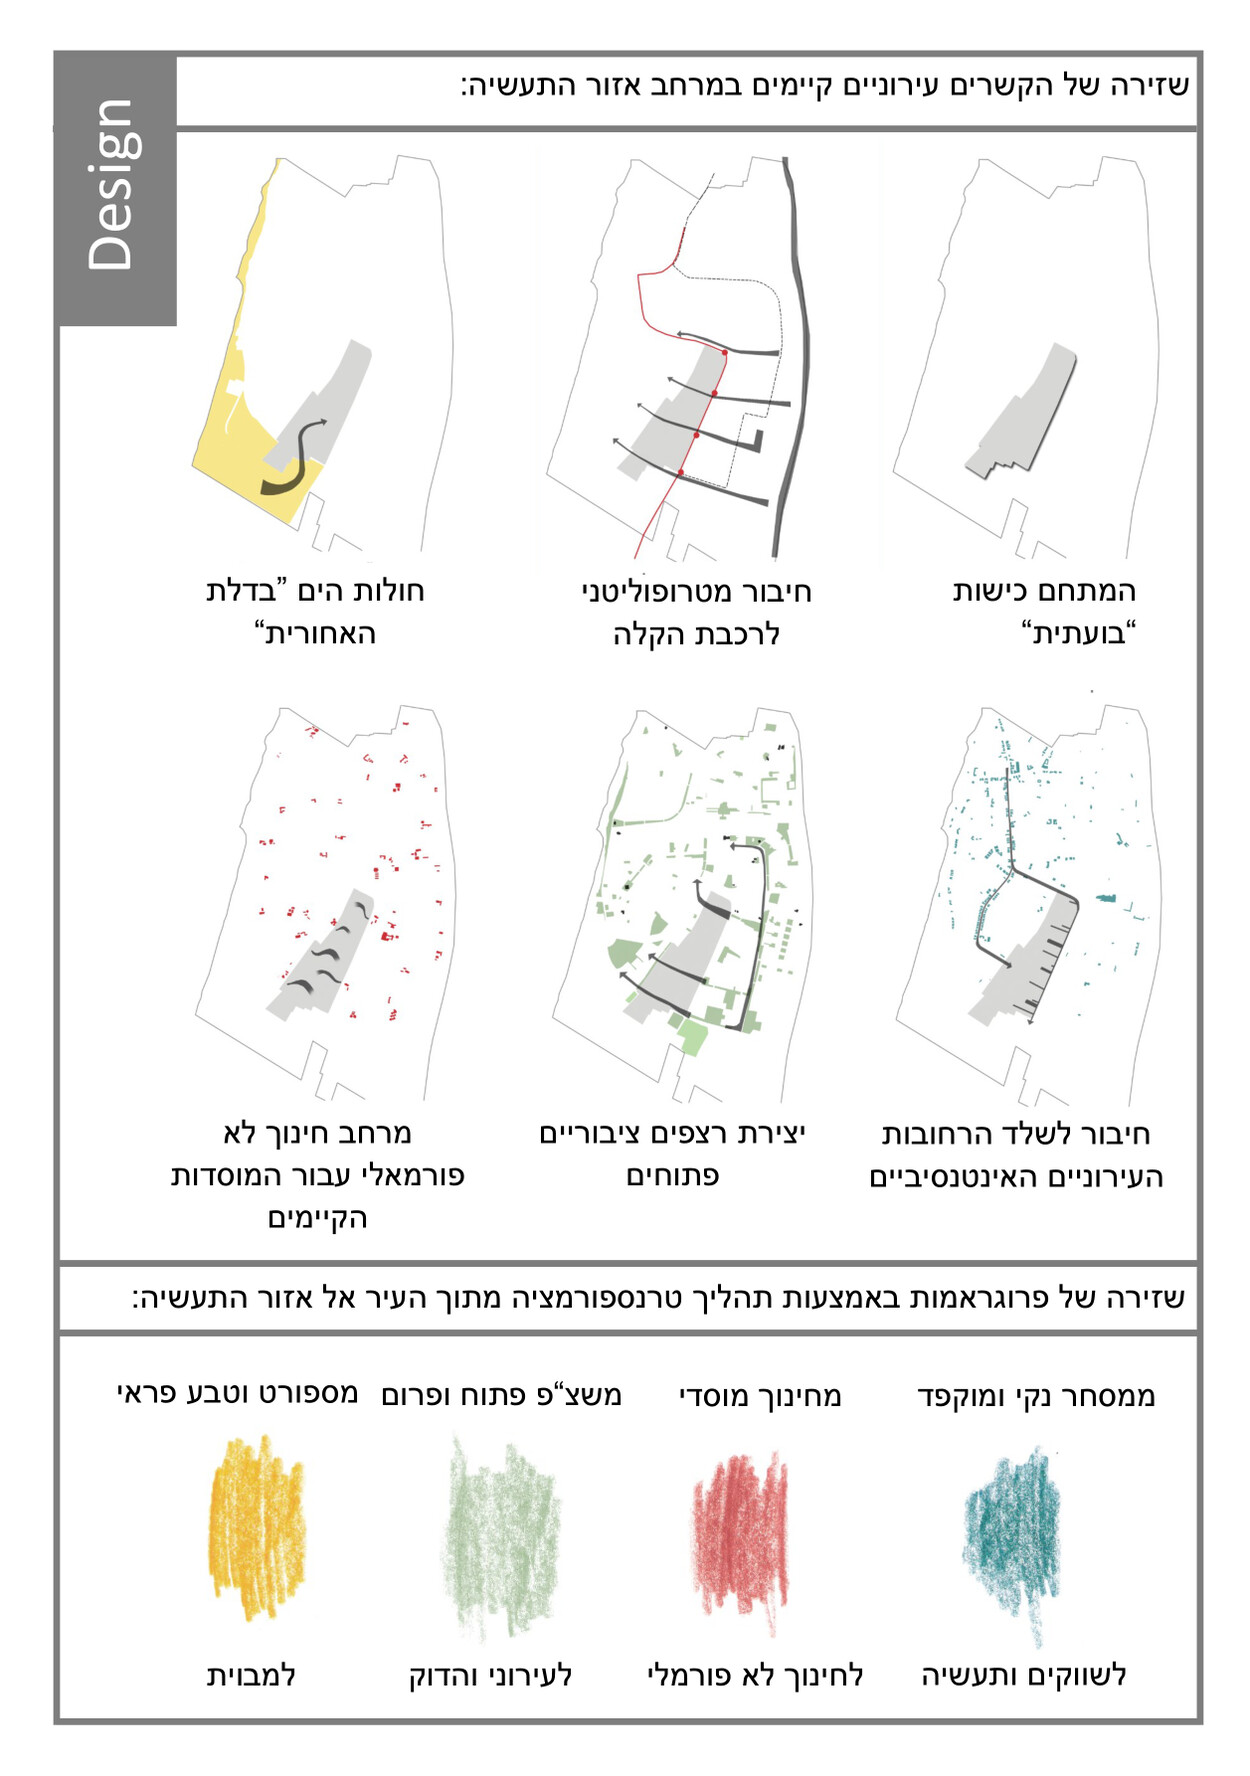 Design
שזירה של הקשרים עירוניים קיימים במרחב אזור התעשיה:
המתחם כישות
“בועתית“
חיבור מטרופוליטני
לרכבת הקלה
חולות הים ”בדלת
האחורית“
חיבור לשלד הרחובות
העירוניים האינטנסיביים
יצירת רצפים ציבוריים
פתוחים
מרחב חינוך לא
פורמאלי עבור המוסדות
הקיימים
שזירה של פרוגראמות באמצעות תהליך טרנספורמציה מתוך העיר אל אזור התעשיה:
ממסחר נקי ומוקפד
מחינוך מוסדי
משצ“פ פתוח ופרום
מספורט וטבע פראי
לשווקים ותעשיה
לחינוך לא פורמלי
לעירוני והדוק
למבוית